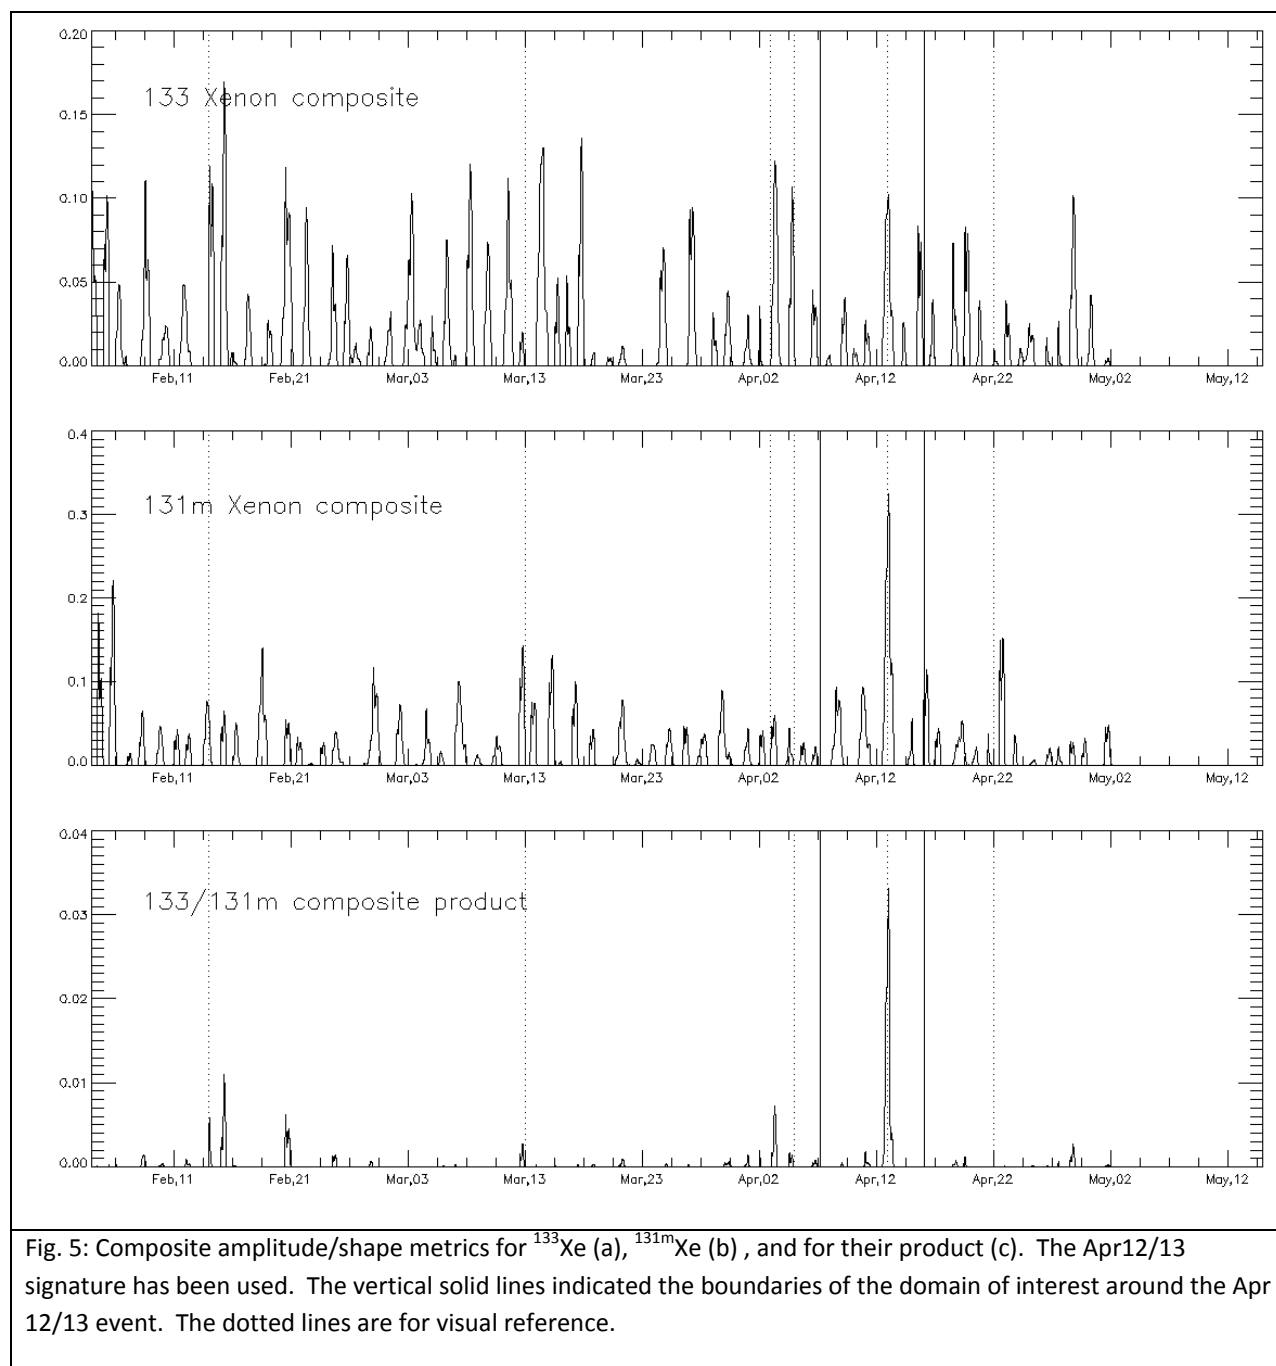 0.20
133 Xenon composite
0.15
0.10
0.05
0.00
Feb,11 Feb,21 Mar,03 Mar,13 Mar,23 Apr,02 Apr,12 Apr,22 May,02 May,12
0.4
131m Xenon composite
0.3
0.2
0.1
0.0
Feb,11 Feb,21 Mar,03 Mar,13 Mar,23 Apr,02 Apr,12 Apr,22 May,02 May,12
0.04
133/131m composite product
0.03
0.02
0.01
0.00
Feb,11 Feb,21 Mar,03 Mar,13 Mar,23 Apr,02 Apr,12 Apr,22 May,02 May,12
Fig. 5: Composite amplitude/shape metrics for ¹³³Xe (a), ¹³¹ᵐXe (b) , and for their product (c). The Apr12/13
signature has been used. The vertical solid lines indicated the boundaries of the domain of interest around the Apr
12/13 event. The dotted lines are for visual reference.